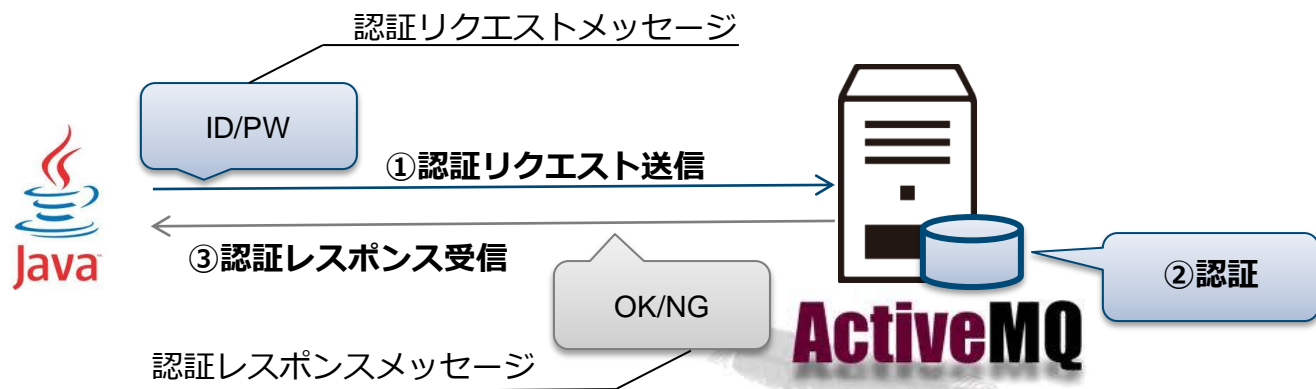 認証リクエストメッセージ
ID/PW
①認証リクエスト送信
③認証レスポンス受信
Java
②認証
OK/NG
ActiveMQ
認証レスポンスメッセージ